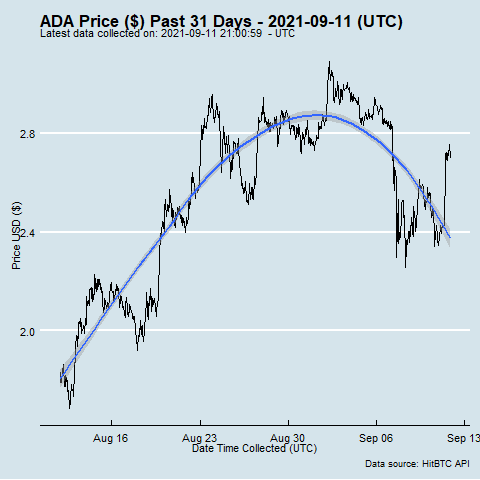 ADA Price ($) Past 31 Days - 2021-09-11 (UTC)
Latest data collected on: 2021-09-11 21:00:59 - UTC
Price USD ($)
2.8
2.4
2.0
Aug 16 Aug 23 Aug 30 Sep 06 Sep 13
Date Time Collected (UTC)
Data source: HitBTC API